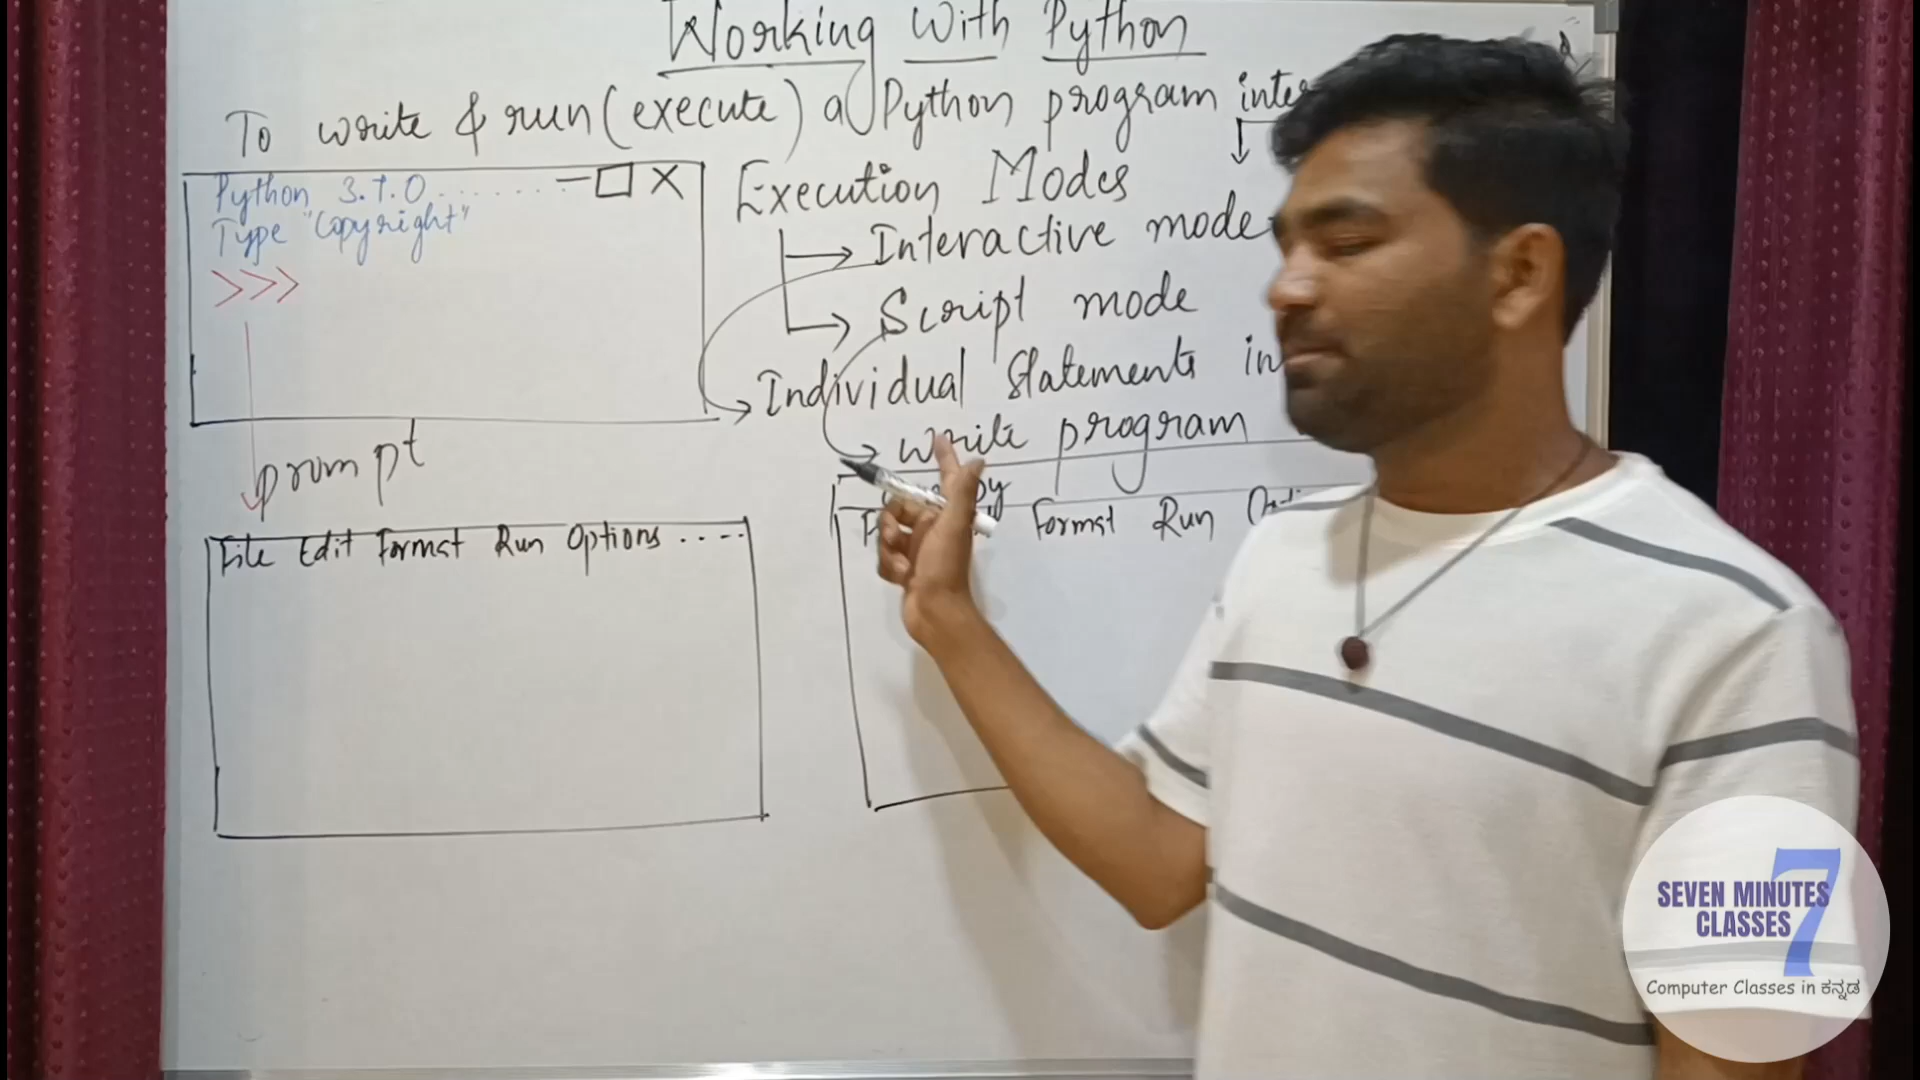 Working With Python
To write & run (execute) a Python program
Python 3.7.0....... — □ X
Type "Copyright"
>>>
prompt
Execution Modes
Interactive mode
Script mode
Individual Statements in
Write program
File Edit Format Run Options ....
Format Run
SEVEN MINUTES
CLASSES
7
Computer Classes in ಕನ್ನಡ